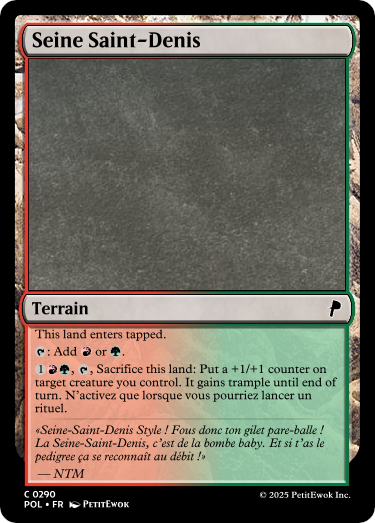 Seine Saint-Denis
Terrain
This land enters tapped.
: Add or .
1 , , Sacrifice this land: Put a +1/+1 counter on
target creature you control. It gains trample until end of
turn. N'activez que lorsque vous pourriez lancer un
rituel.
«Seine-Saint-Denis Style ! Fous donc ton gilet pare-balle !
La Seine-Saint-Denis, c'est de la bombe baby. Et si t'as le
pedigree ça se reconnaît au débit !»
— NTM
C 0290
POL • FR PetitEwok
© 2025 PetitEwok Inc.